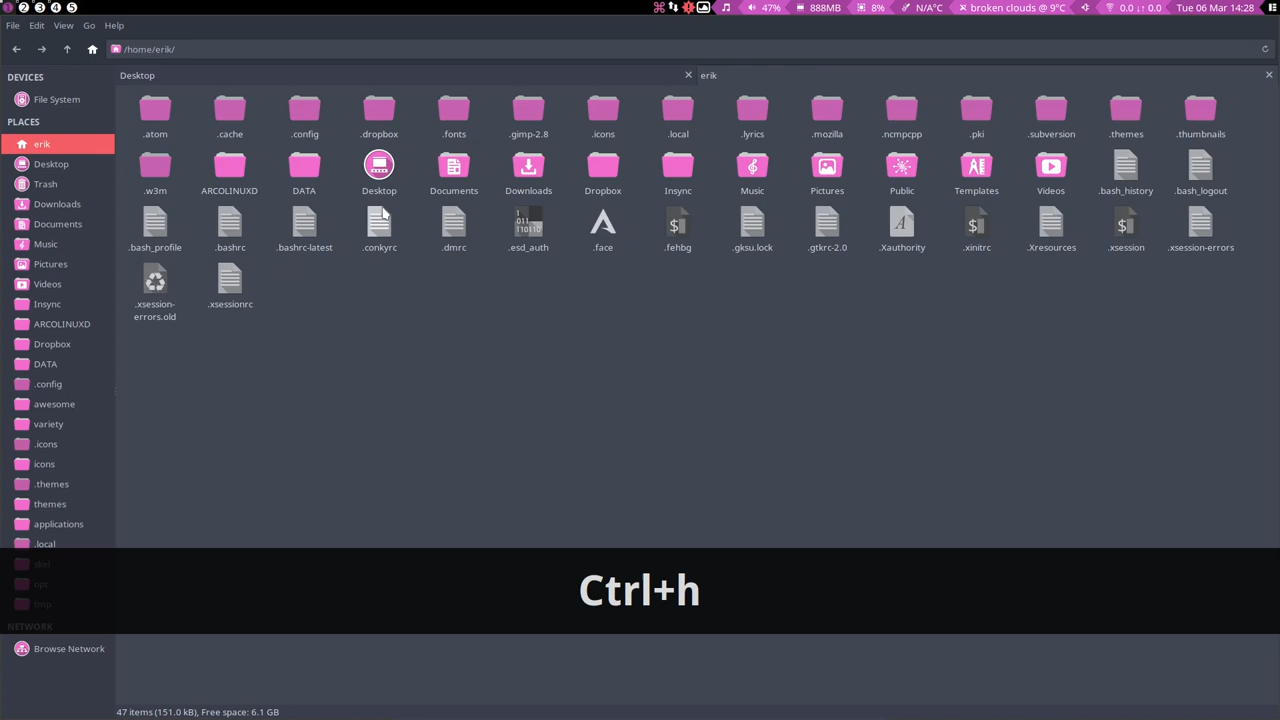 1 2 3 4 5 47% 888MB 8% N/A°C broken clouds @ 9°C 0.0 ↓↑ 0.0 Tue 06 Mar 14:28
File Edit View Go Help
/home/erik/
DEVICES
File System
PLACES
erik
Desktop
Trash
Downloads
Documents
Music
Pictures
Videos
Insync
ARCOLINUXD
Dropbox
DATA
.config
awesome
variety
.icons
icons
.themes
themes
applications
.local
skel
opt
tmp
NETWORK
Browse Network
Desktop erik
.atom .cache .config .dropbox .fonts .gimp-2.8 .icons .local .lyrics .mozilla .ncmpcpp .pki .subversion .themes .thumbnails
.w3m ARCOLINUXD DATA Desktop Documents Downloads Dropbox Insync Music Pictures Public Templates Videos .bash_history .bash_logout
.bash_profile .bashrc .bashrc-latest .conkyrc .dmrc .esd_auth .face .fehbg .gksu.lock .gtkrc-2.0 .Xauthority .xinitrc .Xresources .xsession .xsession-errors
.xsession- .xsessionrc
errors.old
Ctrl+h
47 items (151.0 kB), Free space: 6.1 GB